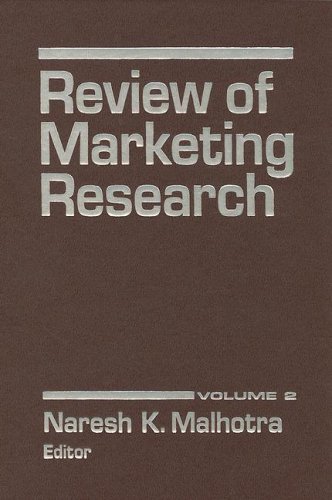 Review of
Marketing
Research
VOLUME 2
Naresh K. Malhotra
Editor